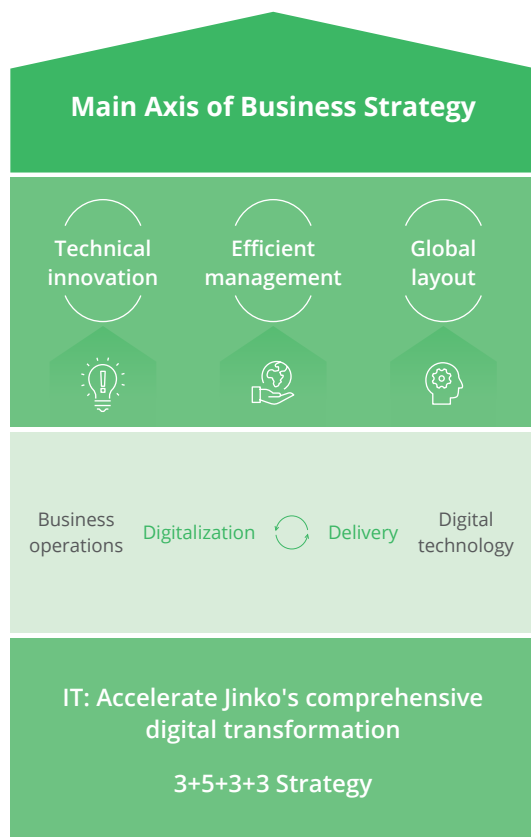 Main Axis of Business Strategy
Technical
innovation
Efficient
management
Global
layout
Business
operations
Digitalization
Delivery
Digital
technology
IT: Accelerate Jinko's comprehensive
digital transformation
3+5+3+3 Strategy